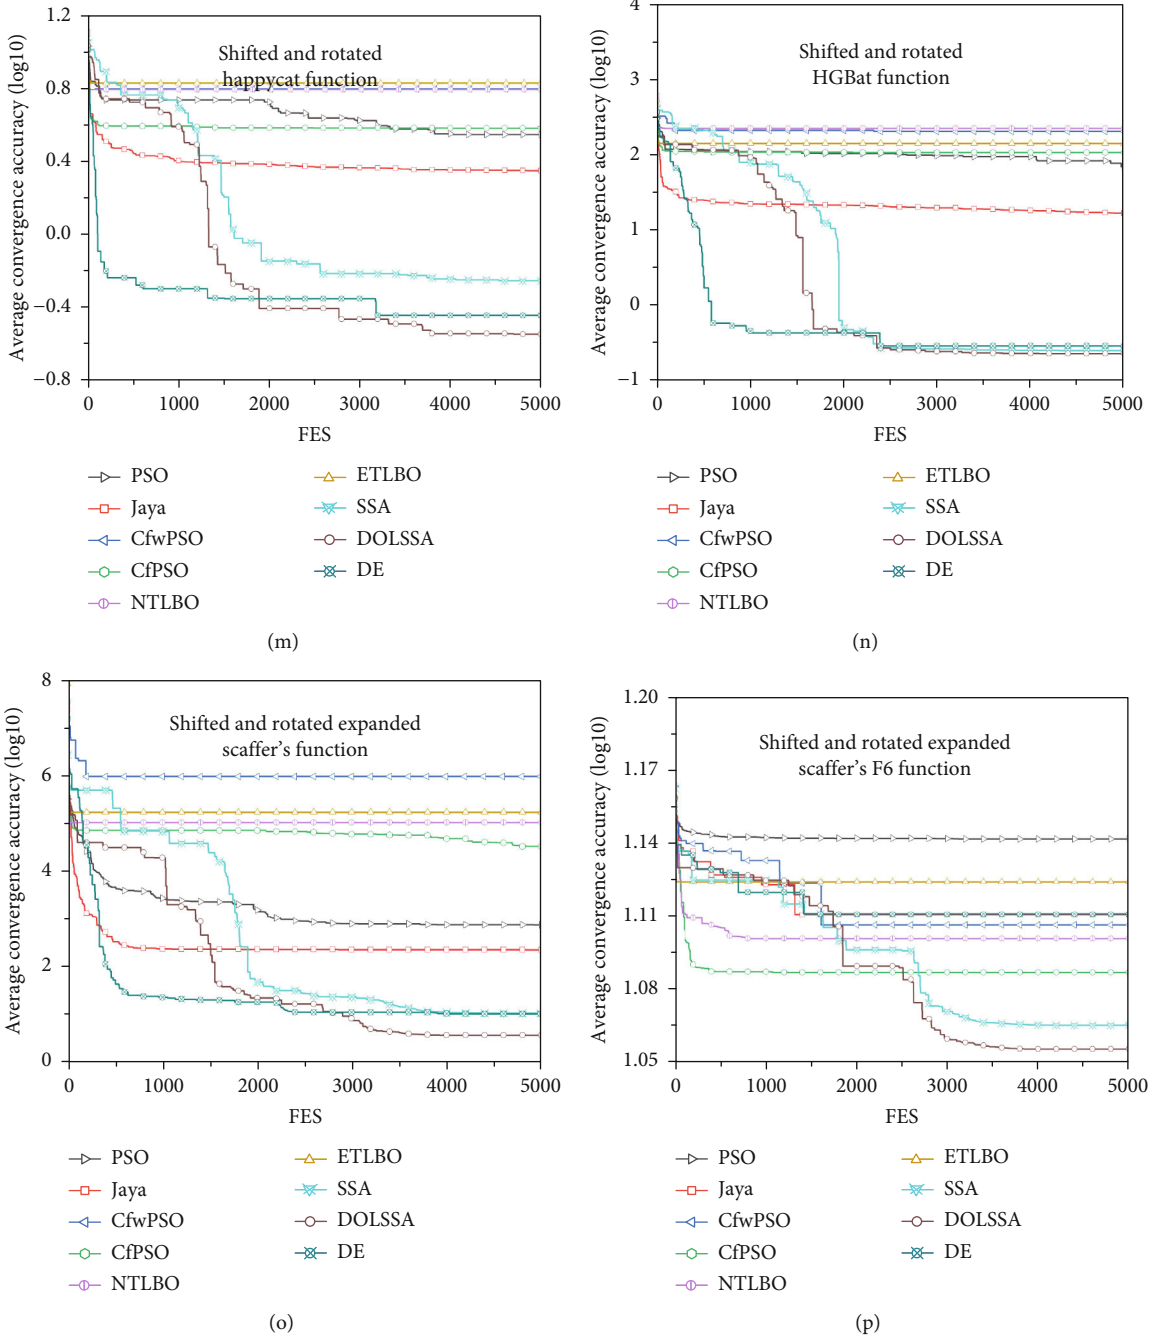 Average convergence accuracy (log10)
1.2
0.8
0.4
0.0
−0.4
−0.8
Shifted and rotated
happycat function
0 1000 2000 3000 4000 5000
FES
PSO
Jaya
CfwPSO
CfPSO
NTLBO
ETLBO
SSA
DOLSSA
DE
(m)
Average convergence accuracy (log10)
4
3
2
1
0
−1
Shifted and rotated
HGBat function
0 1000 2000 3000 4000 5000
FES
PSO
Jaya
CfwPSO
CfPSO
NTLBO
ETLBO
SSA
DOLSSA
DE
(n)
Average convergence accuracy (log10)
8
6
4
2
0
Shifted and rotated expanded
scaffer's function
0 1000 2000 3000 4000 5000
FES
PSO
Jaya
CfwPSO
CfPSO
NTLBO
ETLBO
SSA
DOLSSA
DE
(o)
Average convergence accuracy (log10)
1.20
1.17
1.14
1.11
1.08
1.05
Shifted and rotated expanded
scaffer's F6 function
0 1000 2000 3000 4000 5000
FES
PSO
Jaya
CfwPSO
CfPSO
NTLBO
ETLBO
SSA
DOLSSA
DE
(p)